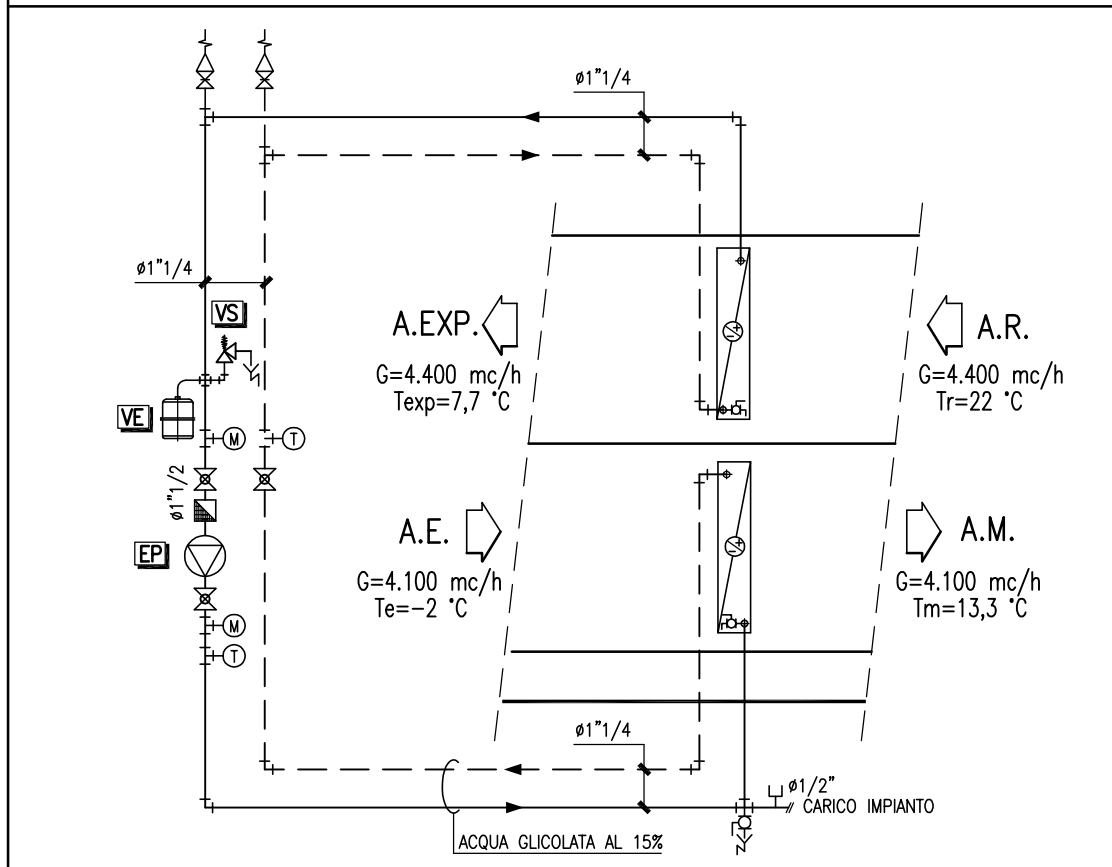 ø1"1/4
ø1"1/4
VS
A.EXP.
G=4.400 mc/h
Texp=7,7 °C
A.R.
G=4.400 mc/h
Tr=22 °C
VE
M
T
ø1"1/2
EP
A.E.
G=4.100 mc/h
Te=-2 °C
A.M.
G=4.100 mc/h
Tm=13,3 °C
M
T
ø1"1/4
ø1/2"
CARICO IMPIANTO
ACQUA GLICOLATA AL 15%